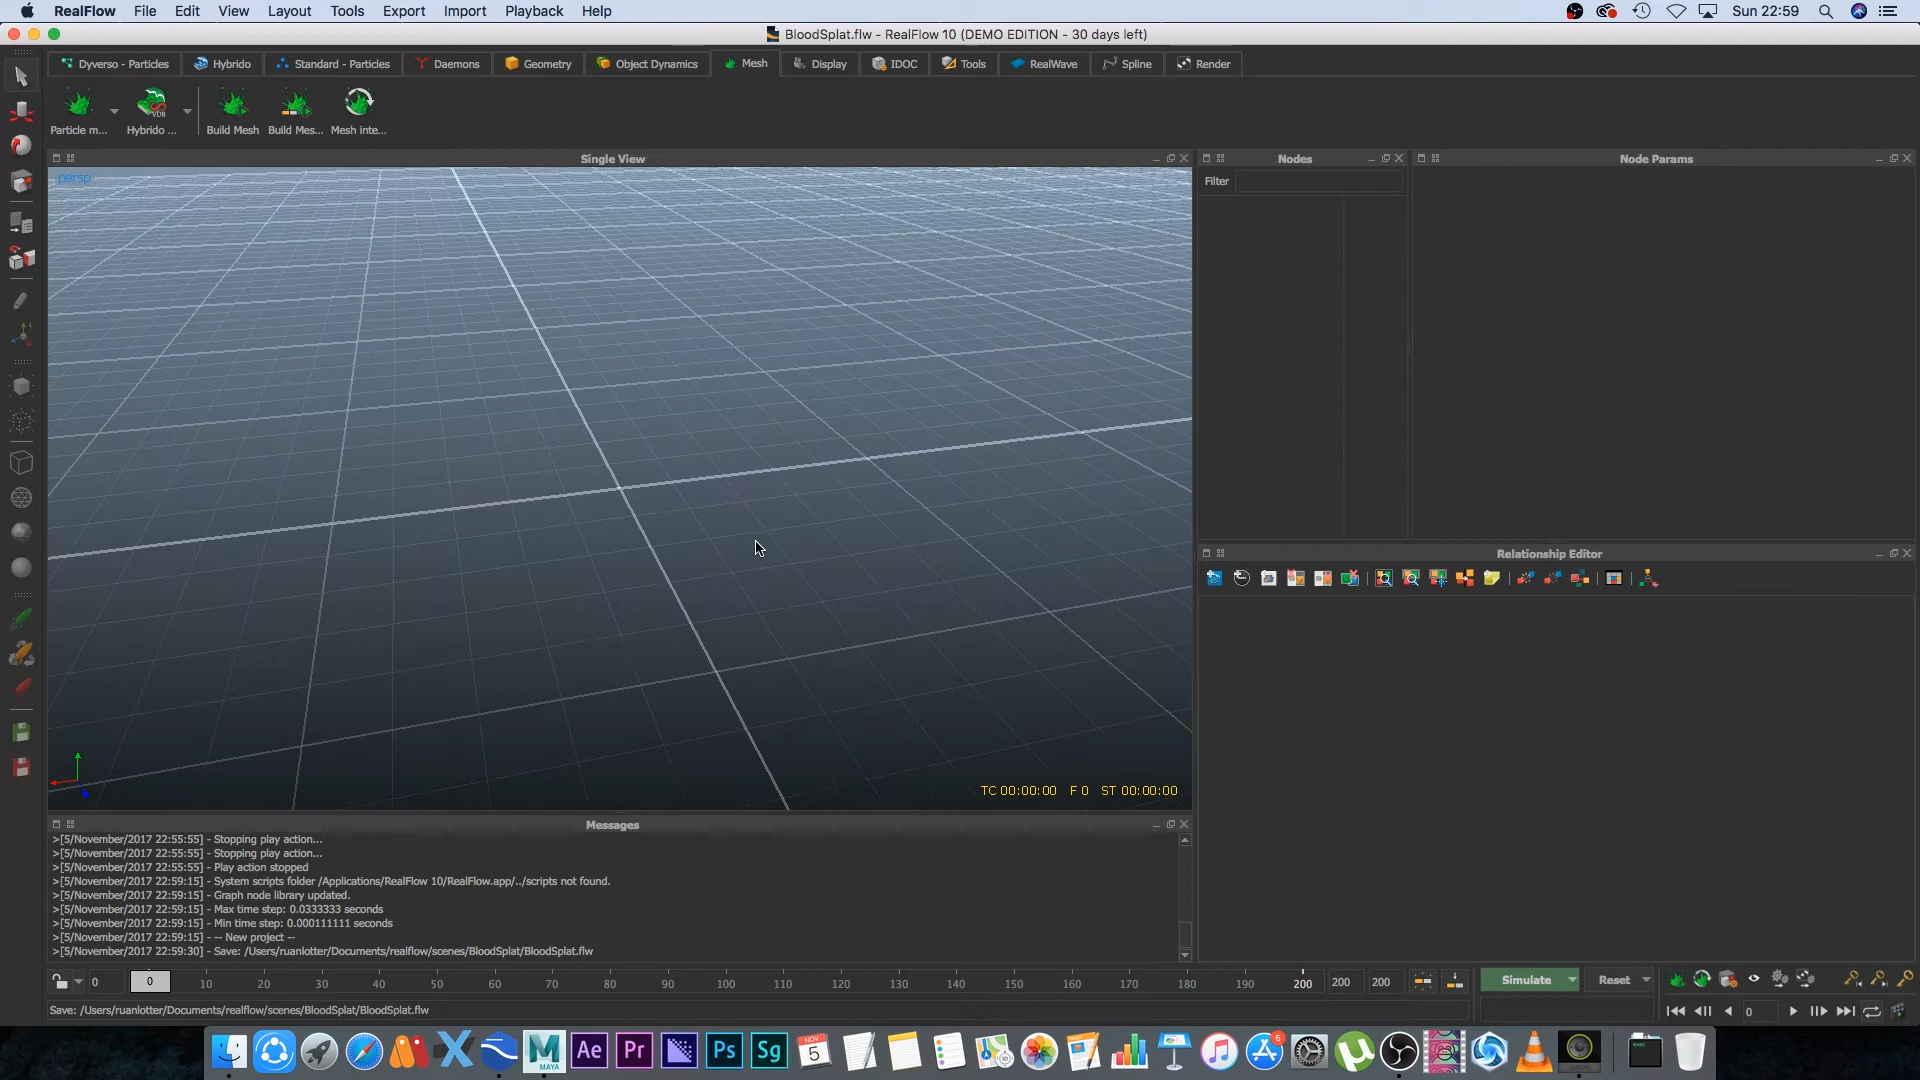 RealFlow File Edit View Layout Tools Export Import Playback Help Sun 22:59
BloodSplat.flw - RealFlow 10 (DEMO EDITION - 30 days left)
Dyverso - Particles Hybrido Standard - Particles Daemons Geometry Object Dynamics Mesh Display IDOC Tools RealWave Spline Render
VDB
Particle m... Hybrido ... Build Mesh Build Mes... Mesh inte...
Single View Nodes Node Params
persp
Filter
Relationship Editor
TC 00:00:00 F 0 ST 00:00:00
Messages
>[5/November/2017 22:55:55] - Stopping play action...
>[5/November/2017 22:55:55] - Stopping play action...
>[5/November/2017 22:55:55] - Play action stopped
>[5/November/2017 22:59:15] - System scripts folder /Applications/RealFlow 10/RealFlow.app/../scripts not found.
>[5/November/2017 22:59:15] - Graph node library updated.
>[5/November/2017 22:59:15] - Max time step: 0.0333333 seconds
>[5/November/2017 22:59:15] - Min time step: 0.000111111 seconds
>[5/November/2017 22:59:15] - -- New project --
>[5/November/2017 22:59:30] - Save: /Users/ruanlotter/Documents/realflow/scenes/BloodSplat/BloodSplat.flw
0 0 10 20 30 40 50 60 70 80 90 100 110 120 130 140 150 160 170 180 190 200 200 200 Simulate Reset
Save: /Users/ruanlotter/Documents/realflow/scenes/BloodSplat/BloodSplat.flw 0
MAYA Ae Pr Ps Sg NOV 5 5